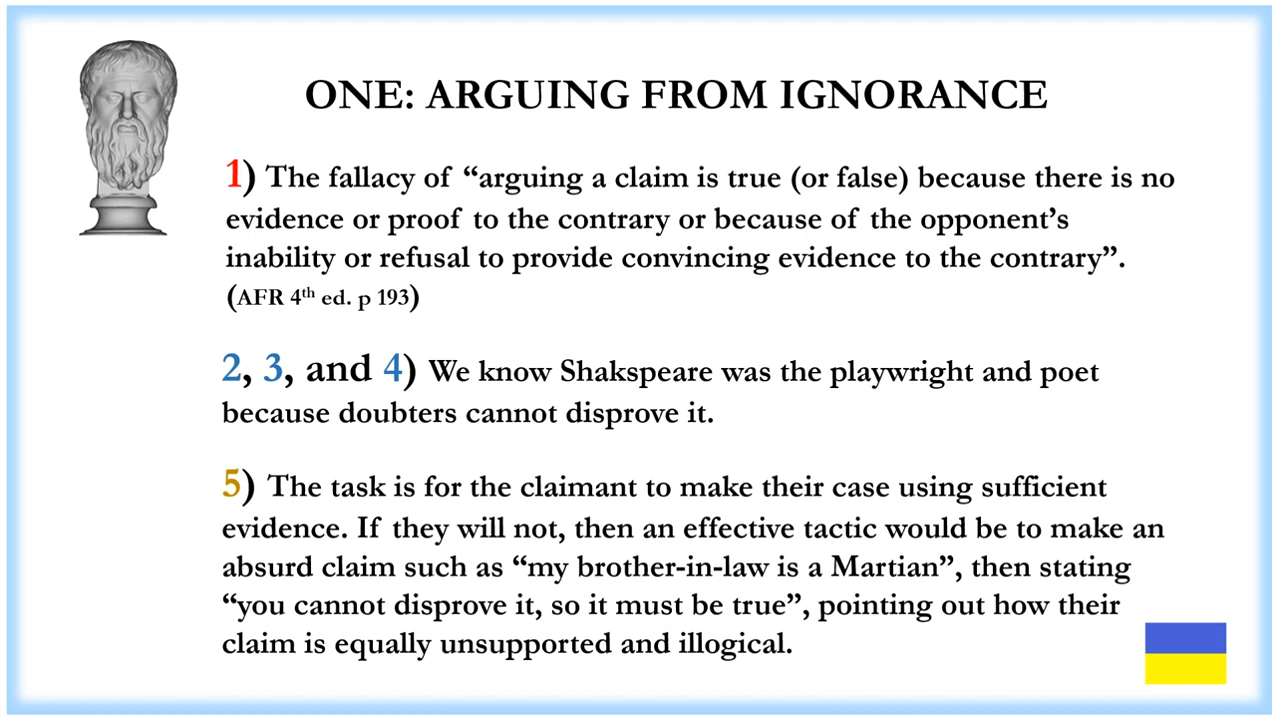 ONE: ARGUING FROM IGNORANCE
1) The fallacy of “arguing a claim is true (or false) because there is no
evidence or proof to the contrary or because of the opponent’s
inability or refusal to provide convincing evidence to the contrary”.
(AFR 4th ed. p 193)
2, 3, and 4) We know Shakspeare was the playwright and poet
because doubters cannot disprove it.
5) The task is for the claimant to make their case using sufficient
evidence. If they will not, then an effective tactic would be to make an
absurd claim such as “my brother-in-law is a Martian”, then stating
“you cannot disprove it, so it must be true”, pointing out how their
claim is equally unsupported and illogical.